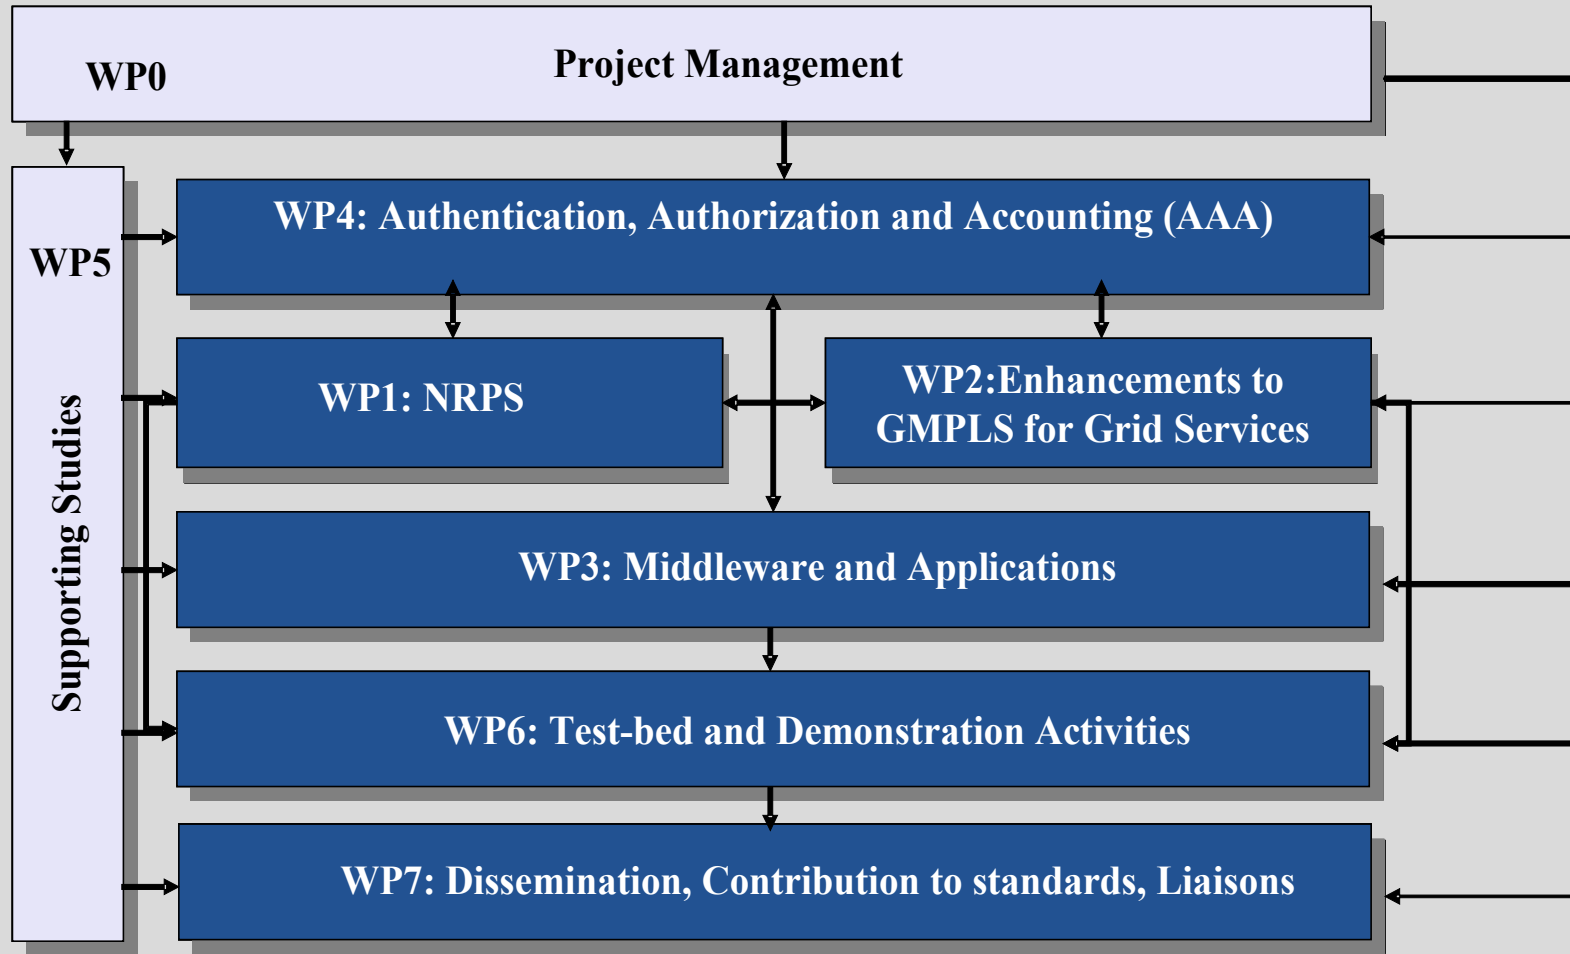 WP0
Project Management
WP4: Authentication, Authorization and Accounting (AAA)
WP5
Supporting Studies
WP1: NRPS
WP2:Enhancements to
GMPLS for Grid Services
WP3: Middleware and Applications
WP6: Test-bed and Demonstration Activities
WP7: Dissemination, Contribution to standards, Liaisons